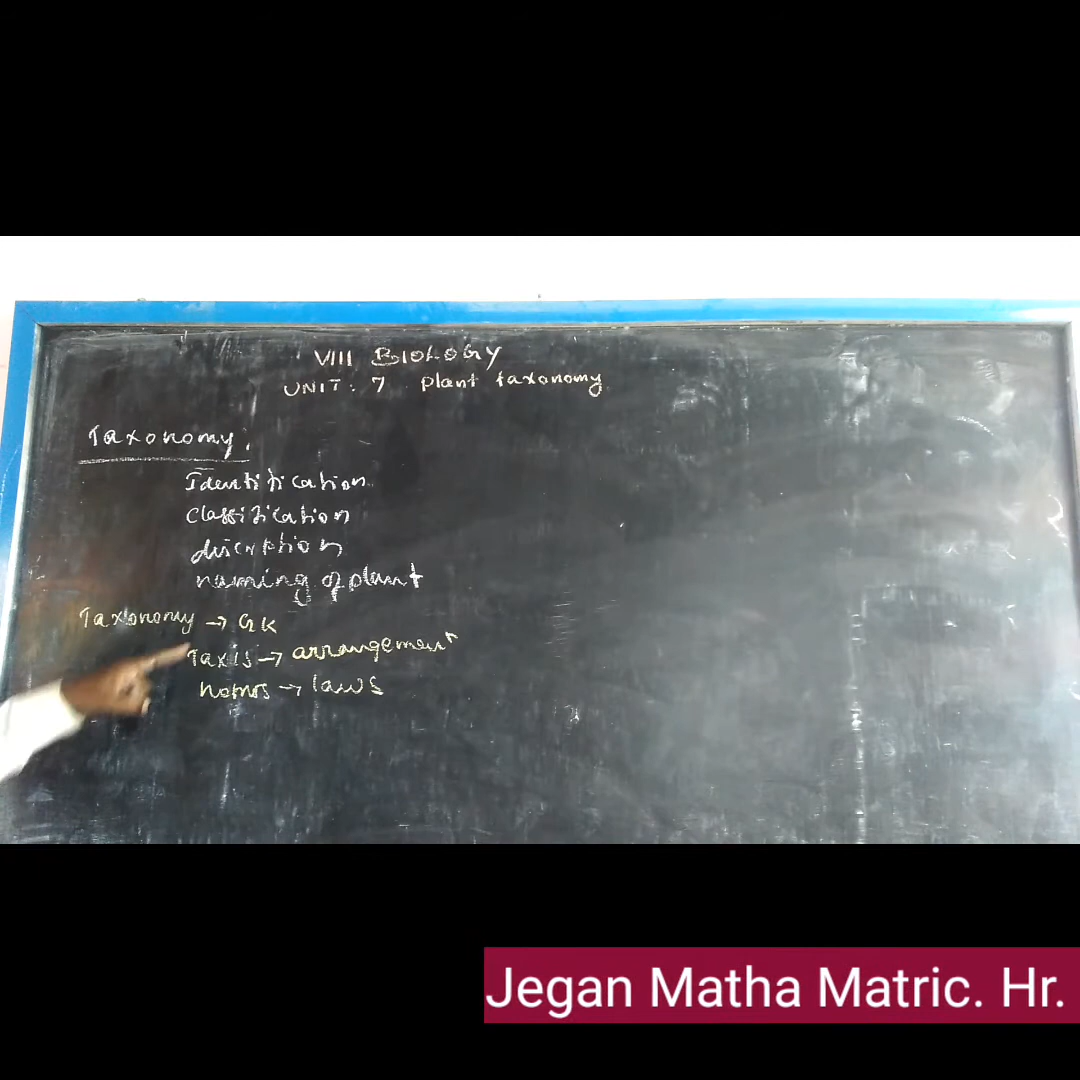 VIII BIOLOGY
UNIT: 7 Plant taxonomy
Taxonomy:
Identification
classification
discription
naming of plant
Taxonomy → GK
Taxis → arrangement
nomos → laws
Jegan Matha Matric. Hr.